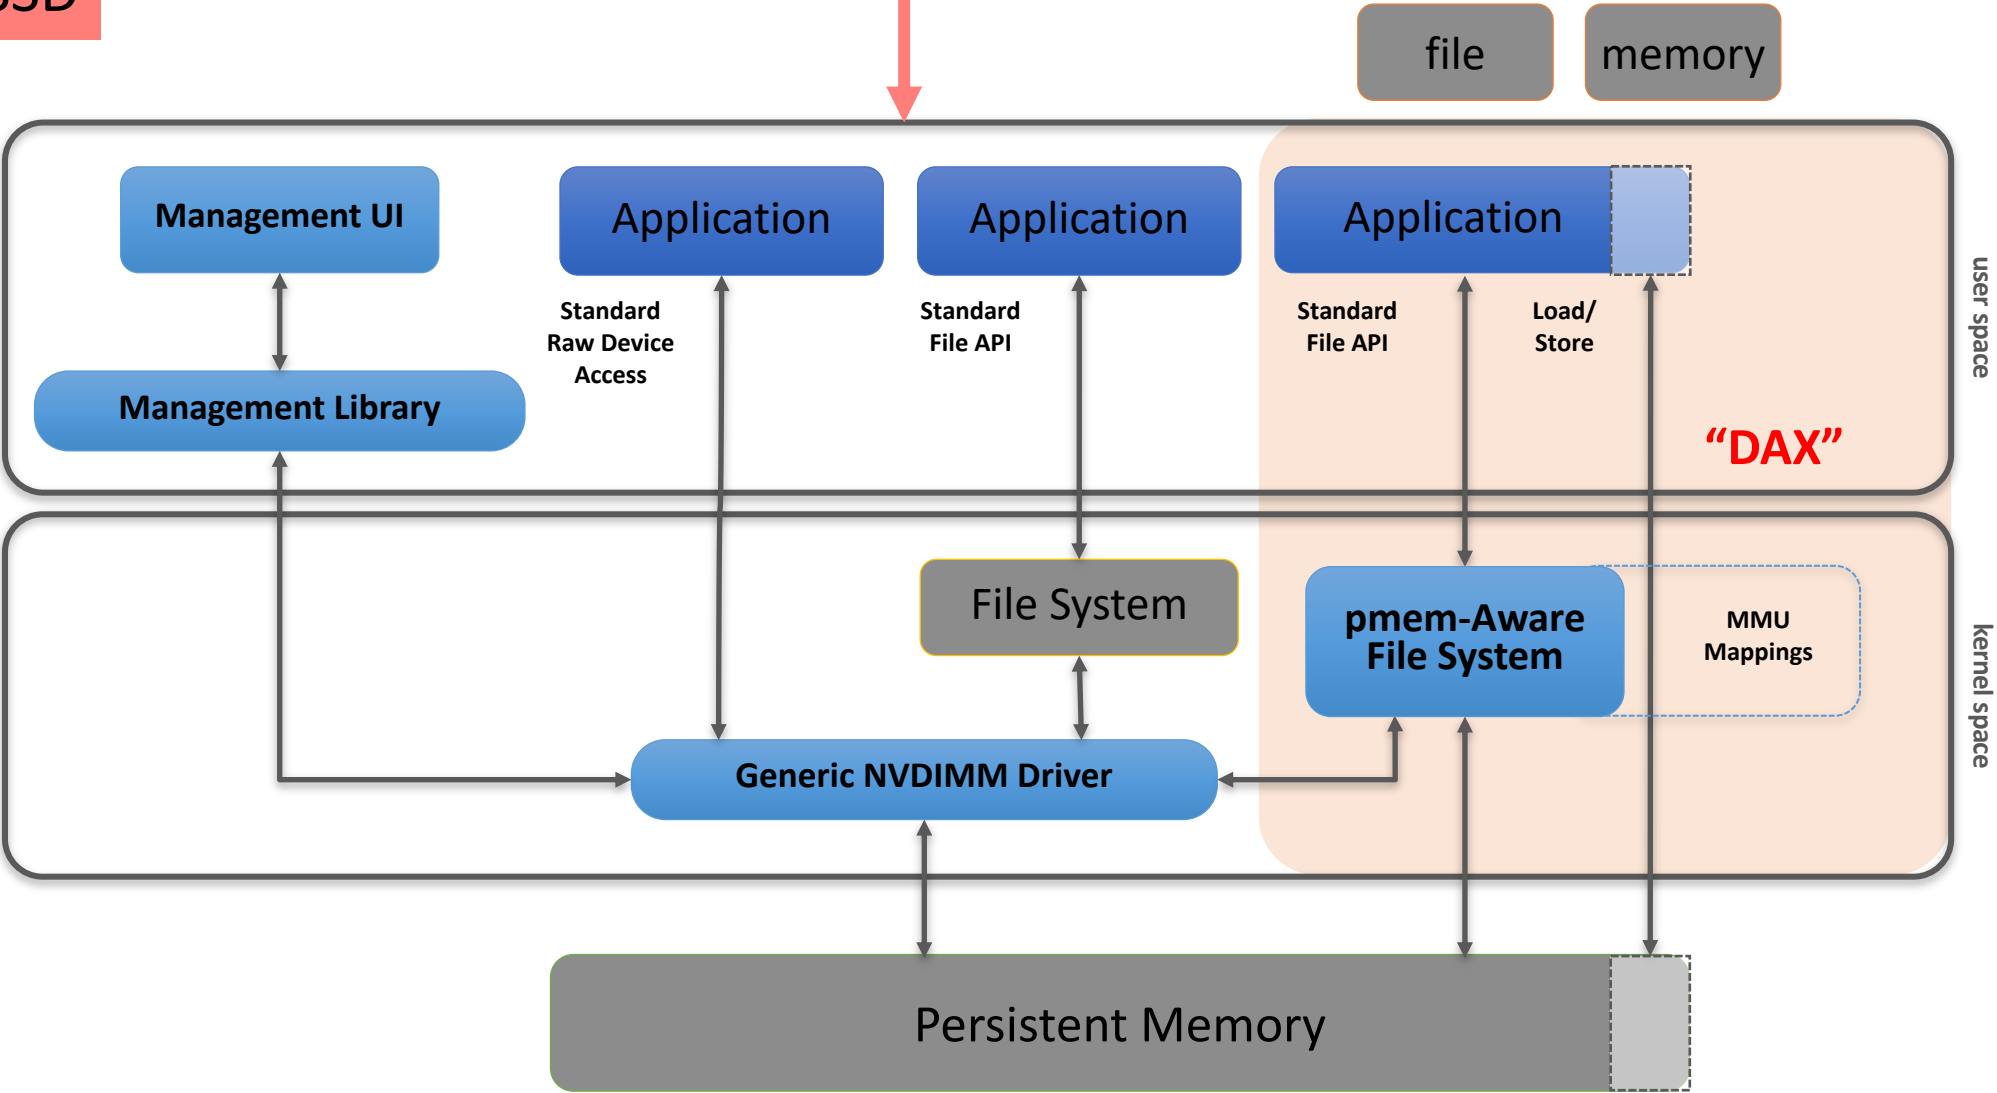 SSD
file
memory
Management UI
Application
Application
Application
Standard
Raw Device
Access
Standard
File API
Standard
File API
Load/
Store
user space
Management Library
“DAX”
File System
pmem-Aware
File System
MMU
Mappings
kernel space
Generic NVDIMM Driver
Persistent Memory